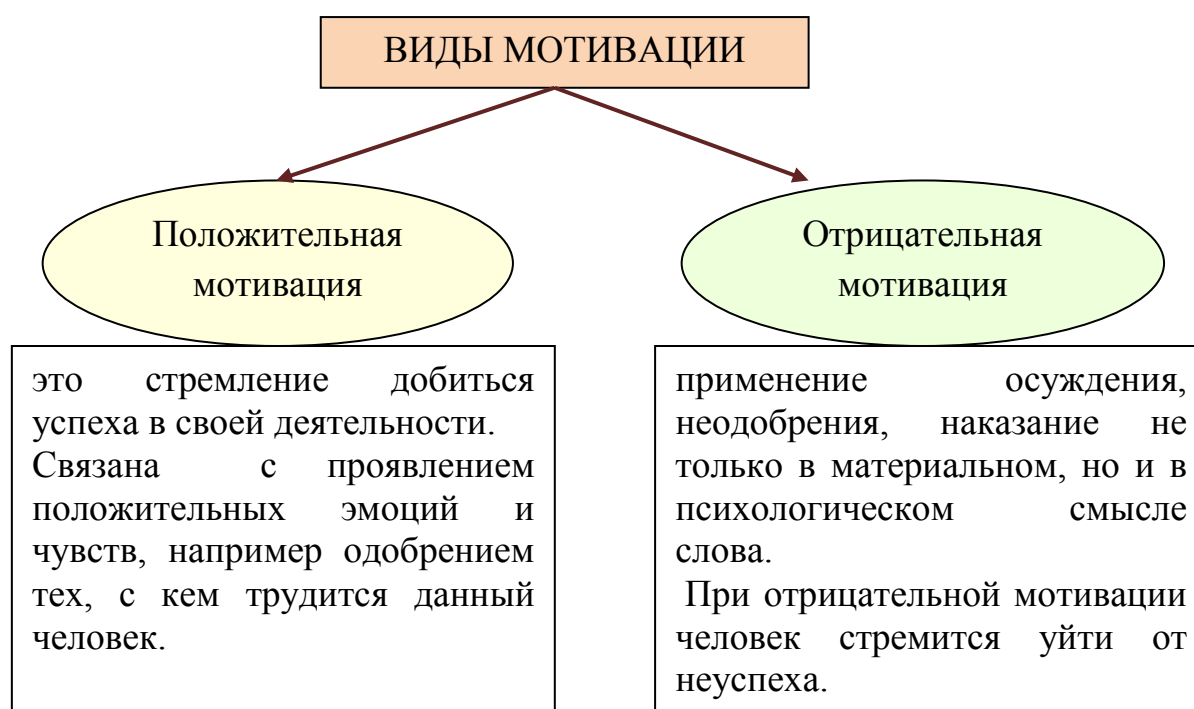 ВИДЫ МОТИВАЦИИ
Положительная
мотивация
это стремление добиться
успеха в своей деятельности.
Связана с проявлением
положительных эмоций и
чувств, например одобрением
тех, с кем трудится данный
человек.
Отрицательная
мотивация
применение осуждения,
неодобрения, наказание не
только в материальном, но и в
психологическом смысле
слова.
При отрицательной мотивации
человек стремится уйти от
неуспеха.